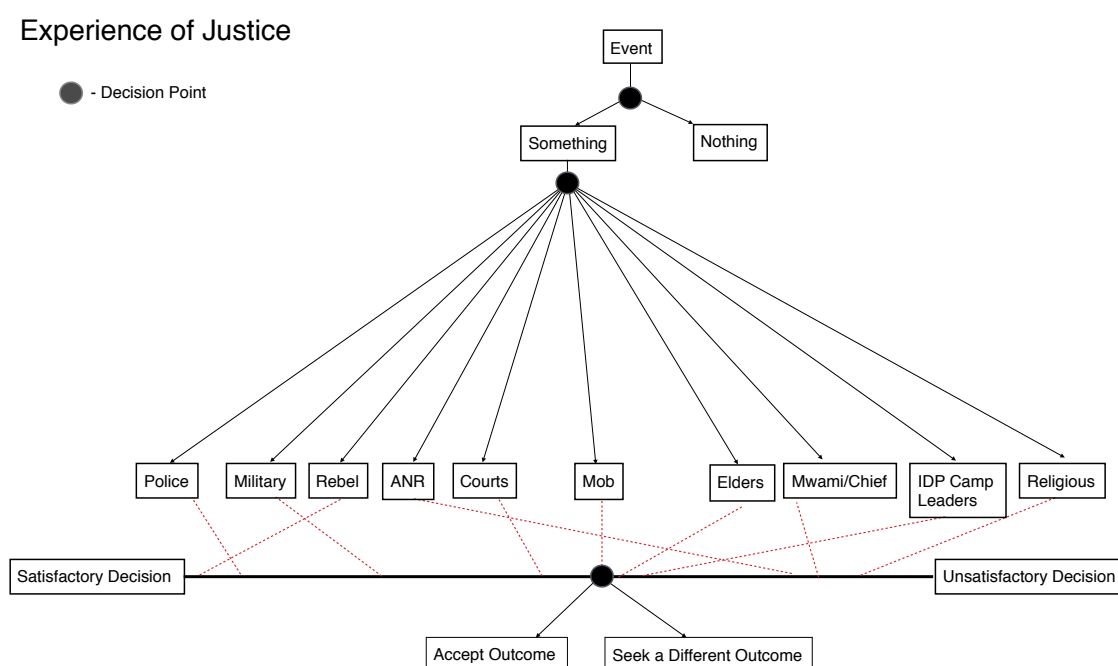 Experience of Justice
- Decision Point
Event
Something
Nothing
Police
Military
Rebel
ANR
Courts
Mob
Elders
Mwami/Chief
IDP Camp
Leaders
Religious
Satisfactory Decision
Unsatisfactory Decision
Accept Outcome
Seek a Different Outcome